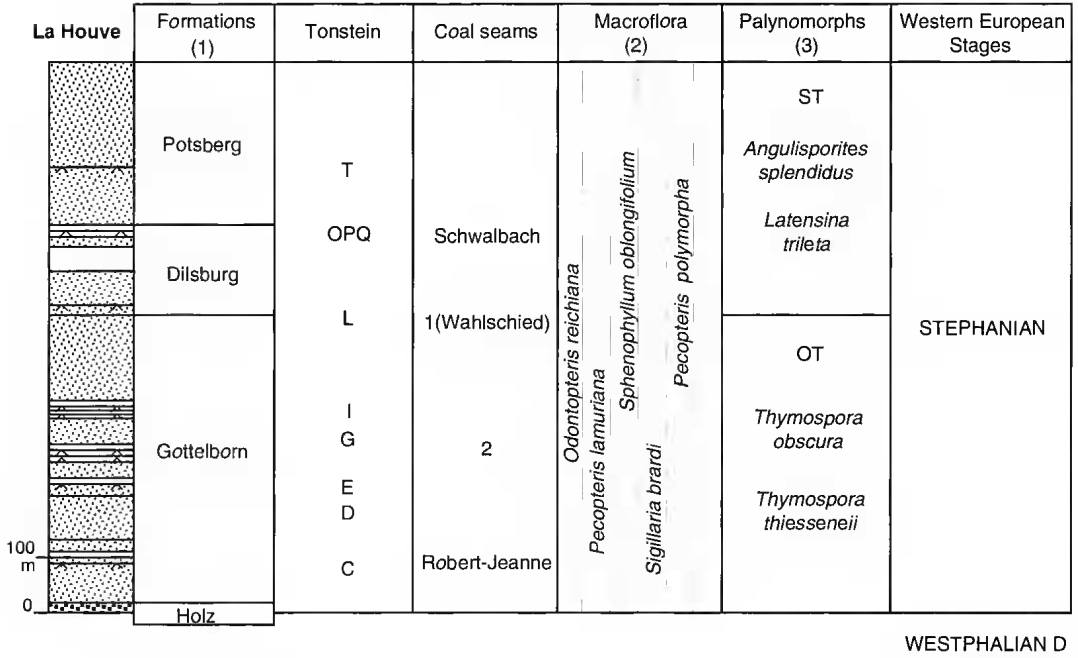 La Houve
Formations
(1)
Tonstein
Coal seams
Macroflora
(2)
Palynomorphs
(3)
Western European
Stages
Potsberg
Dilsburg
Gottelborn
Holz
T
OPQ
L
I
G
E
D
C
Schwalbach
1(Wahlschied)
2
Robert-Jeanne
Odontopteris reichiana
Pecopteris lamuriana
Sphenophyllum oblongifolium
Sigillaria brardi
Pecopteris polymorpha
ST
Angulisporites
splendidus
Latensina
trileta
OT
Thymospora
obscura
Thymospora
thiesseneii
STEPHANIAN
100
m
0
WESTPHALIAN D